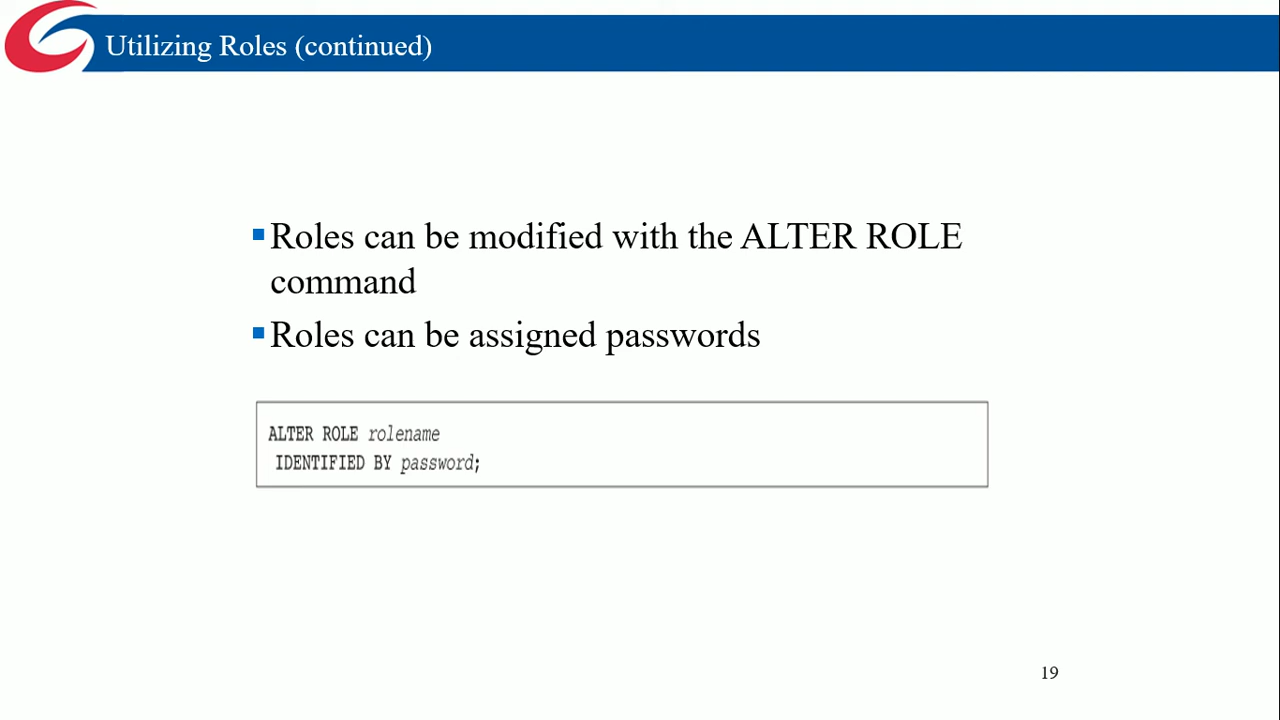 Utilizing Roles (continued)
Roles can be modified with the ALTER ROLE
command
Roles can be assigned passwords
ALTER ROLE rolename
IDENTIFIED BY password;
19